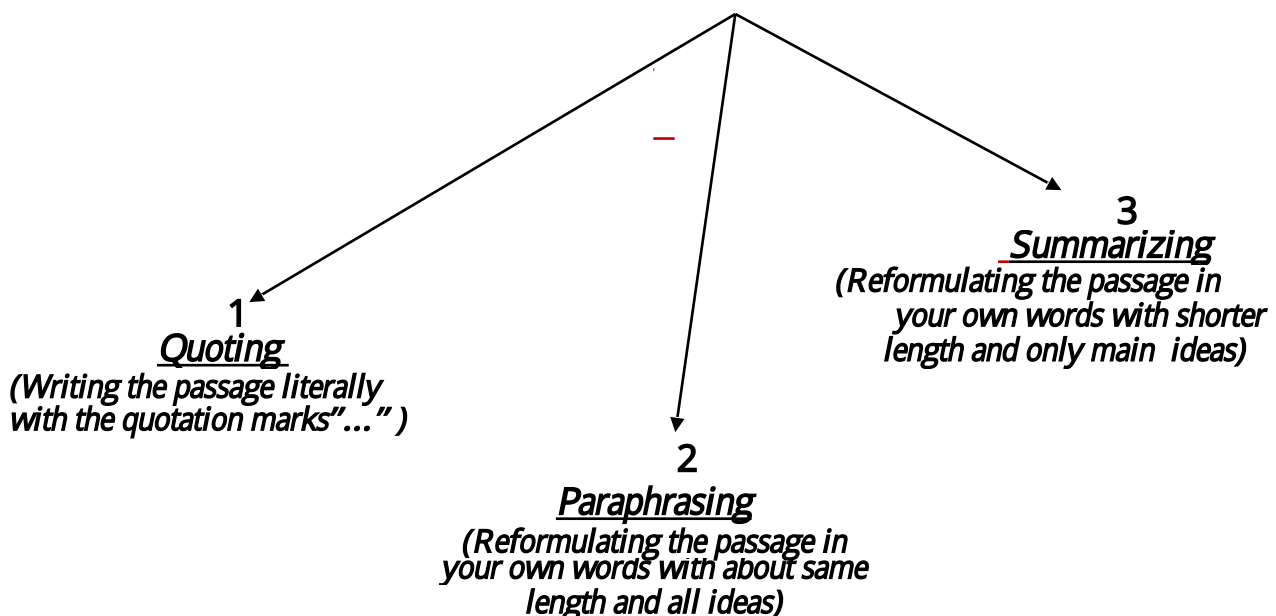 1
Quoting
(Writing the passage literally
with the quotation marks”...” )
2
Paraphrasing
(Reformulating the passage in
your own words with about same
length and all ideas)
3
Summarizing
(Reformulating the passage in
your own words with shorter
length and only main ideas)